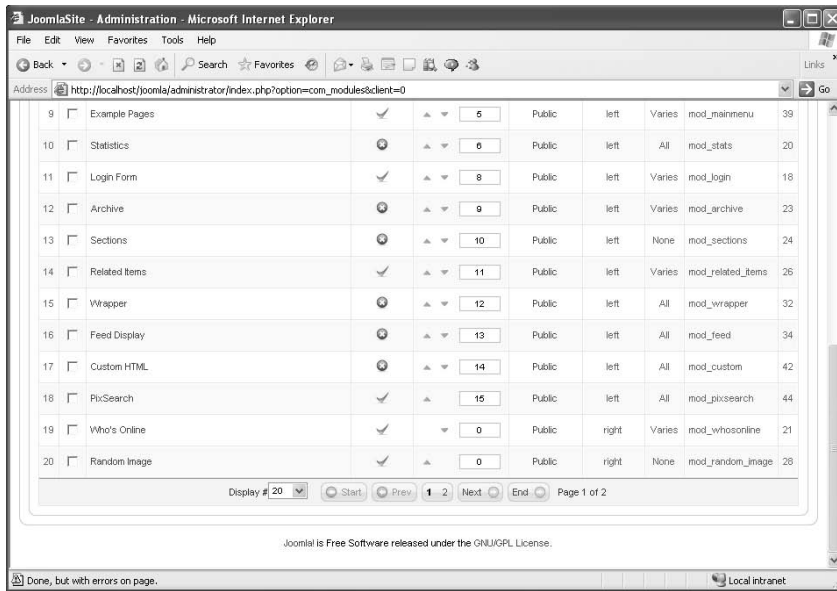 JoomlaSite - Administration - Microsoft Internet Explorer
File Edit View Favorites Tools Help
Back Search Favorites Links »
Address http://localhost/joomla/administrator/index.php?option=com_modules&client=0 Go
9 Example Pages 5 Public left Varies mod_mainmenu 39
10 Statistics 6 Public left All mod_stats 20
11 Login Form 8 Public left Varies mod_login 18
12 Archive 9 Public left Varies mod_archive 23
13 Sections 10 Public left None mod_sections 24
14 Related Items 11 Public left Varies mod_related_items 26
15 Wrapper 12 Public left All mod_wrapper 32
16 Feed Display 13 Public left All mod_feed 34
17 Custom HTML 14 Public left All mod_custom 42
18 PixSearch 15 Public left All mod_pixsearch 44
19 Who's Online 0 Public right Varies mod_whosonline 21
20 Random Image 0 Public right None mod_random_image 28
Display # 20 Start Prev 1 2 Next End Page 1 of 2
Joomla! is Free Software released under the GNU/GPL License.
Done, but with errors on page. Local intranet